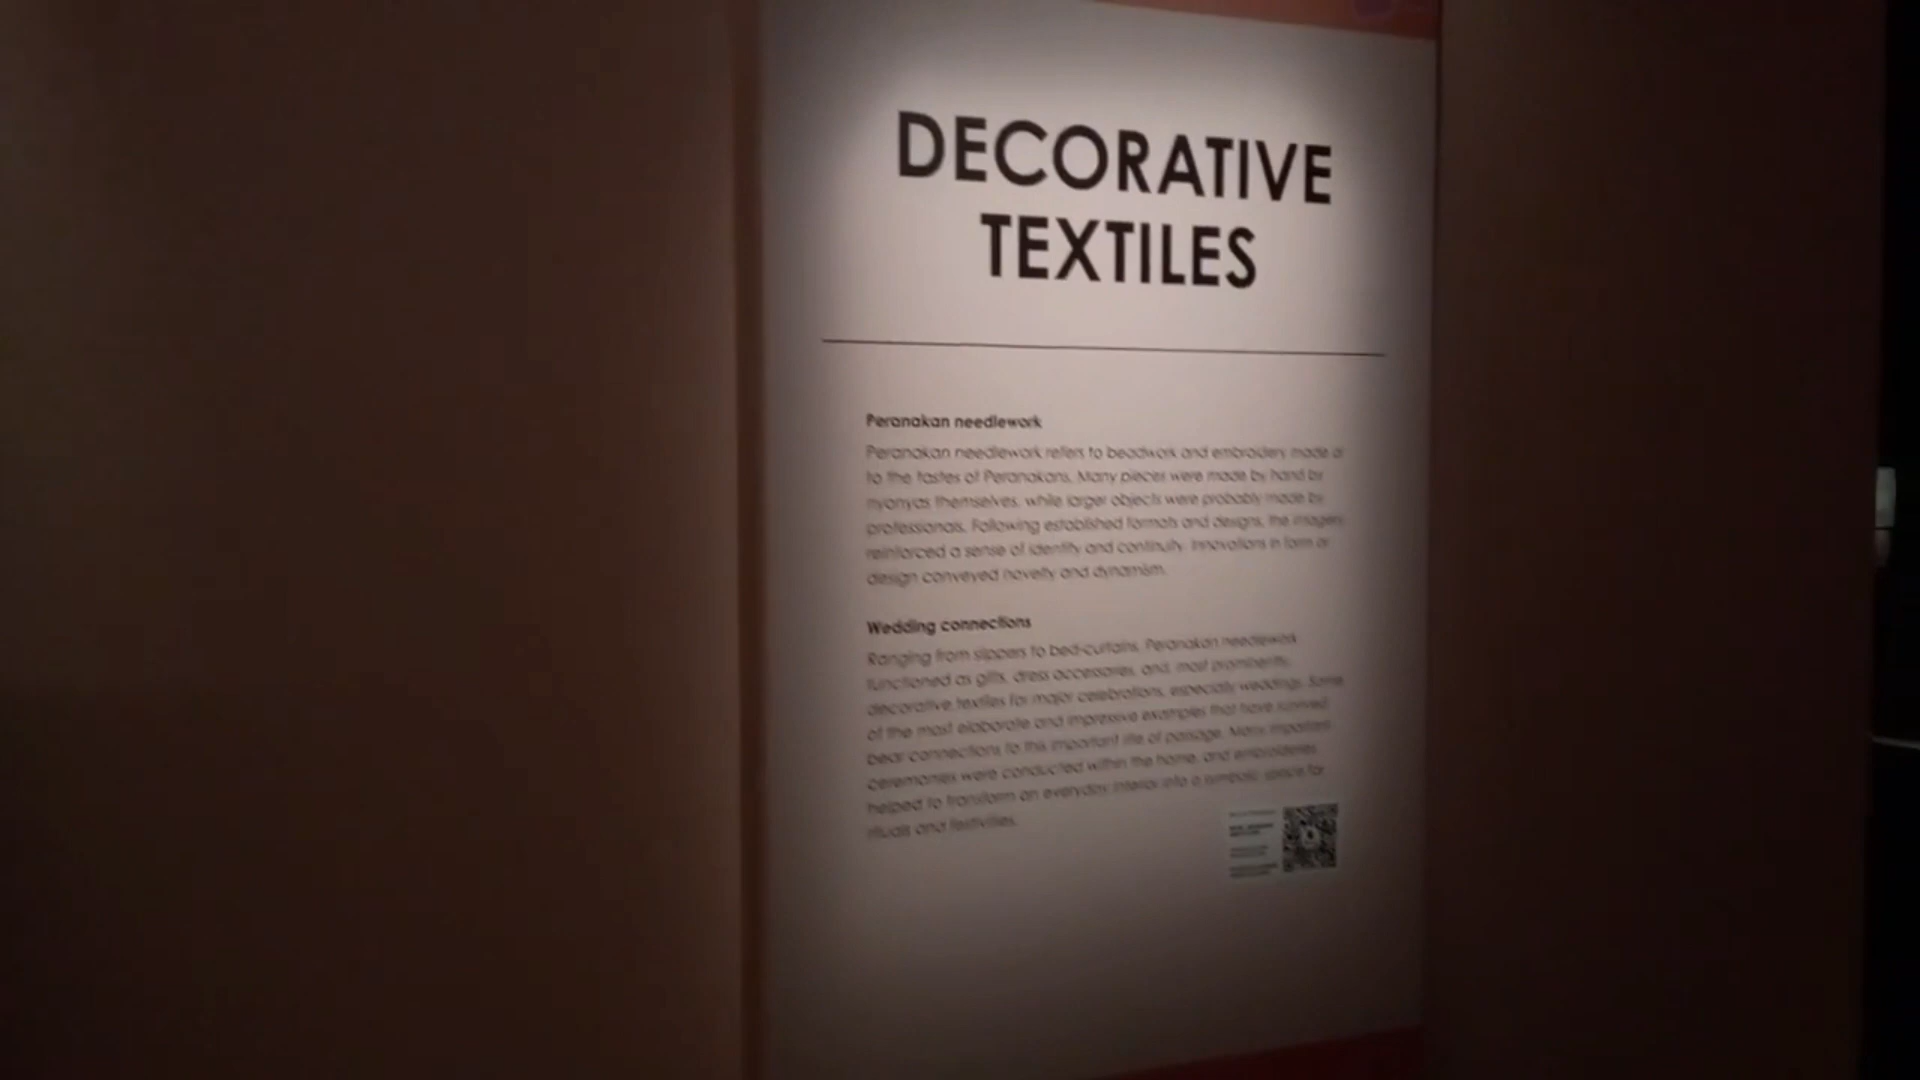 DECORATIVE
TEXTILES
Peranakan needlework
Peranakan needlework refers to beadwork and embroidery made or
to the tastes of Peranakans. Many pieces were made by hand by
nyonyas themselves, while larger objects were probably made by
professionals. Following established formats and designs, the imagery
reinforced a sense of identity and continuity. Innovations in form or
design conveyed novelty and dynamism.
Wedding connections
Ranging from slippers to bed-curtains, Peranakan needlework
functioned as gifts, dress accessories, and, most prominently,
decorative textiles for major celebrations, especially weddings. Some
of the most elaborate and impressive examples that have survived
bear connections to this important rite of passage. Many important
ceremonies were conducted within the home, and embroideries
helped to transform an everyday interior into a symbolic space for
rituals and festivities.